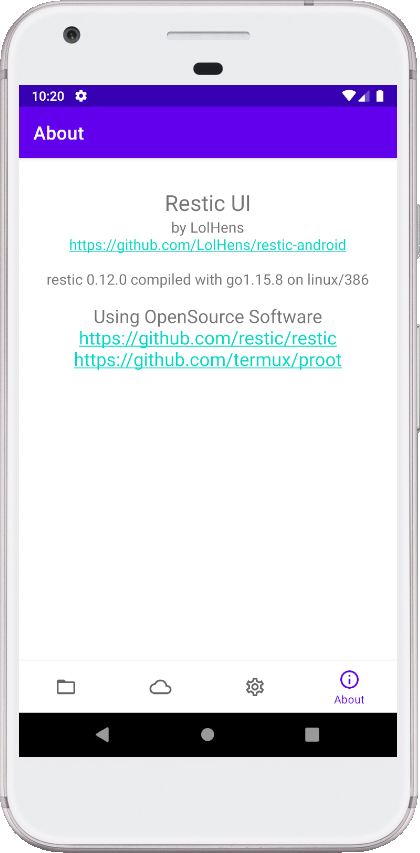 10:20
About
Restic UI
by LolHens
https://github.com/LolHens/restic-android
restic 0.12.0 compiled with go1.15.8 on linux/386
Using OpenSource Software
https://github.com/restic/restic
https://github.com/termux/proot
About